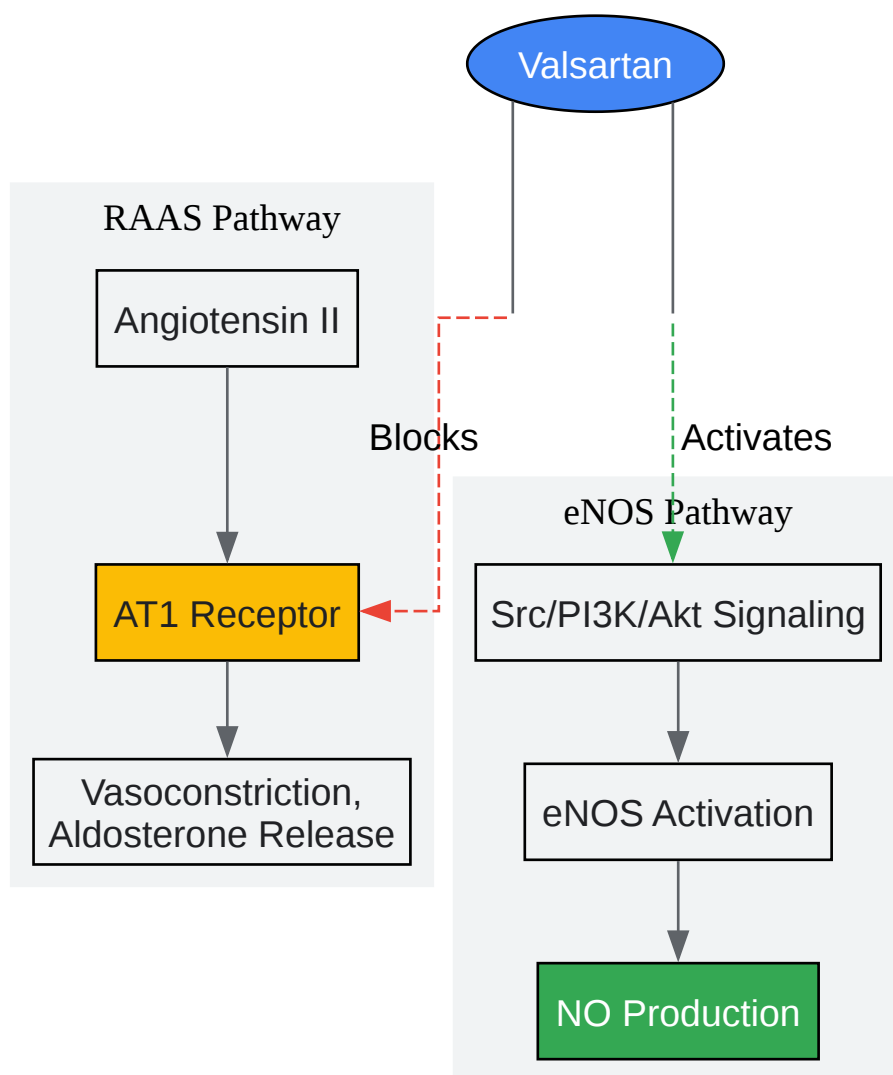 Valsartan
RAAS Pathway
Angiotensin II
Blocks
Activates
eNOS Pathway
AT1 Receptor
Src/PI3K/Akt Signaling
Vasoconstriction,
Aldosterone Release
eNOS Activation
NO Production